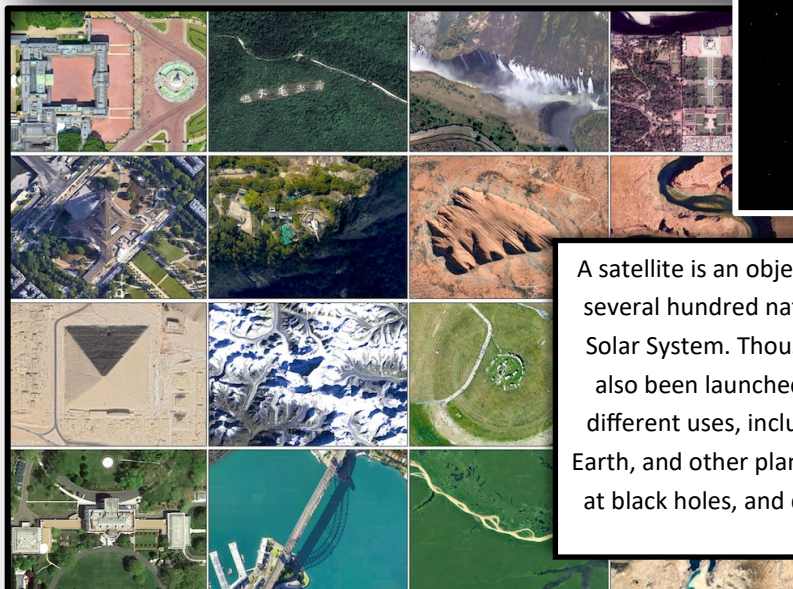 A satellite is an obje
several hundred nat
Solar System. Thous
also been launched
different uses, inclu
Earth, and other plan
at black holes, and